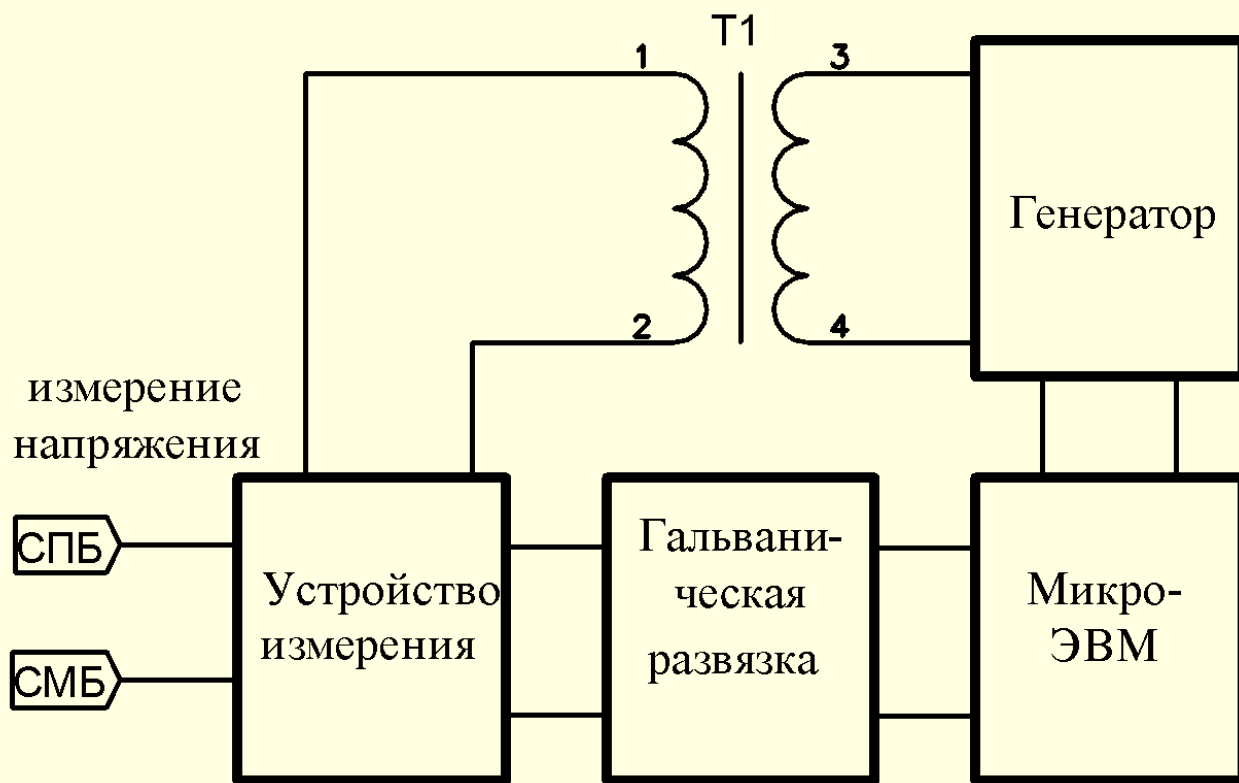 T1
1
3
Генератор
2
4
измерение
напряжения
СПБ
СМБ
Устройство
измерения
Гальвани-
ческая
развязка
Микро-
ЭВМ